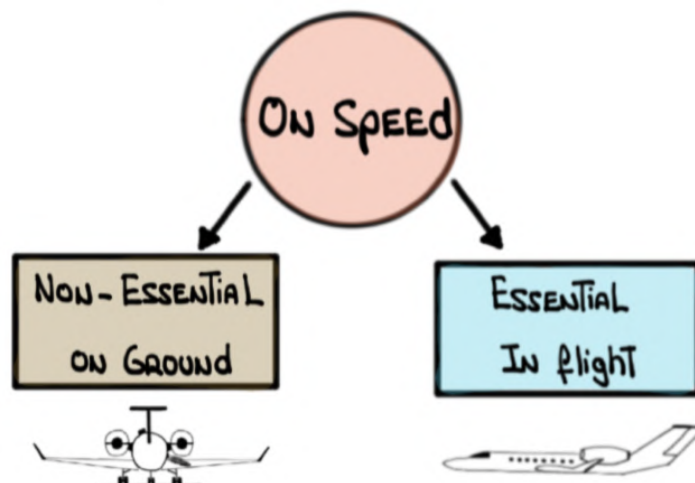 On Speed
Non-Essential
on Ground
Essential
In flight